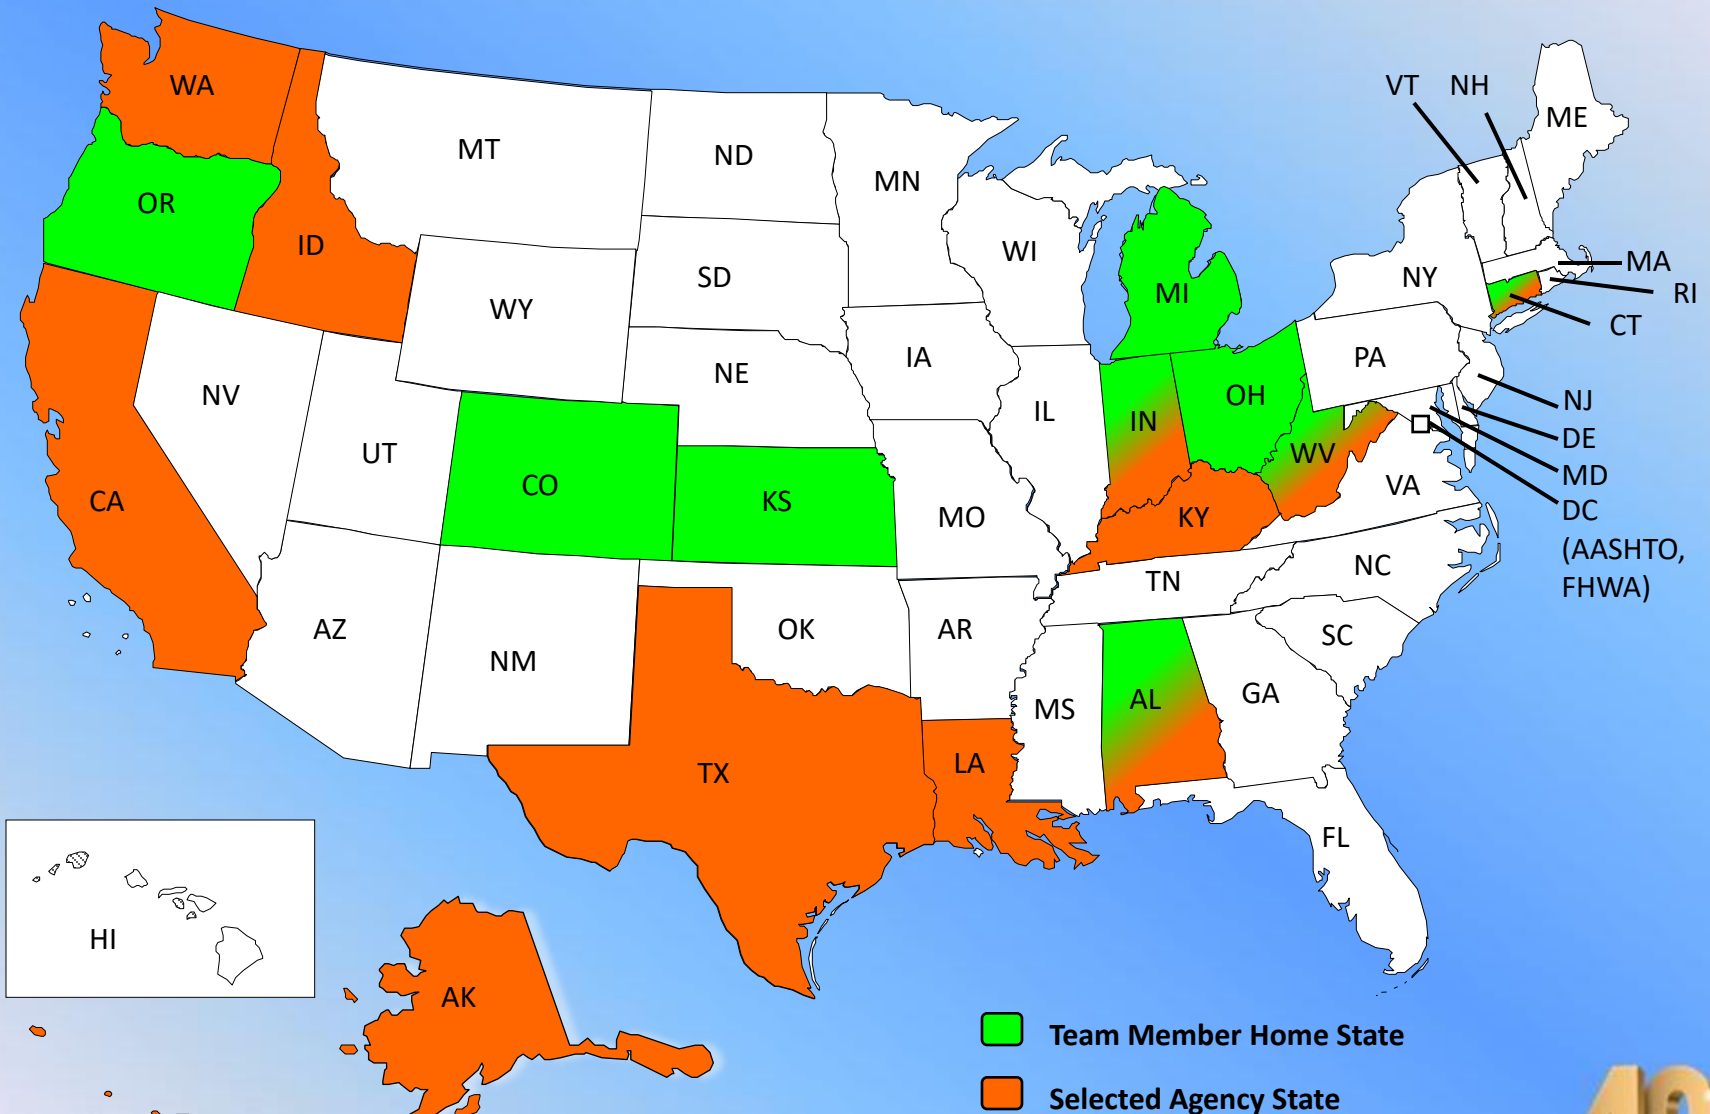 WA
MT
ND
MN
VT
NH
ME
OR
ID
SD
WI
MI
NY
MA
RI
CT
WY
NE
IA
PA
NV
UT
CO
KS
IL
IN
OH
WV
NJ
DE
MD
DC
(AASHTO,
FHWA)
CA
MO
KY
VA
AZ
NM
OK
AR
TN
NC
SC
MS
AL
GA
TX
LA
FL
HI
AK
Team Member Home State
Selected Agency State